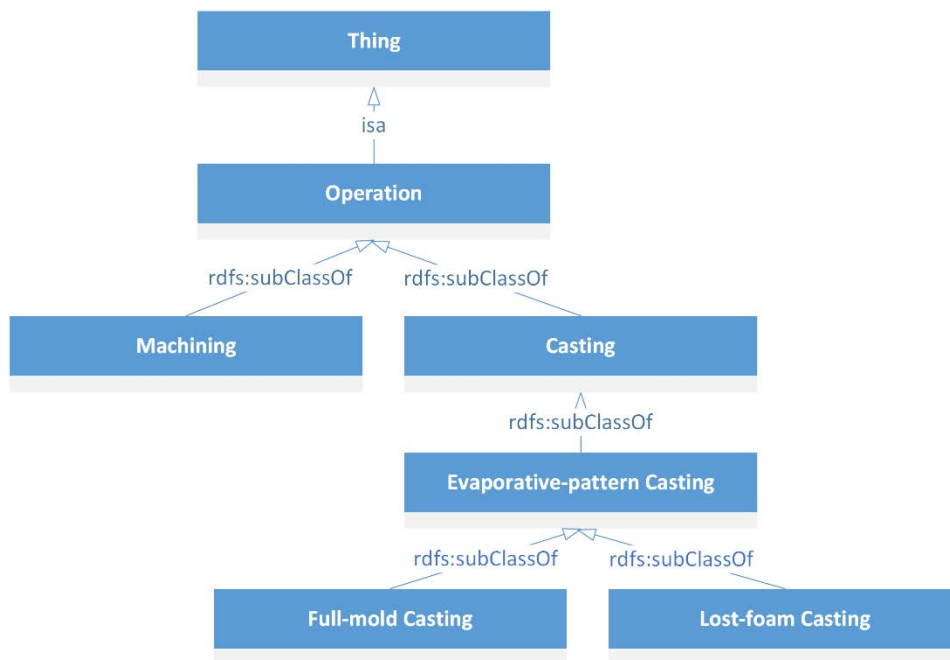 Thing
isa
Operation
rdfs:subClassOf
rdfs:subClassOf
Machining
Casting
rdfs:subClassOf
Evaporative-pattern Casting
rdfs:subClassOf
rdfs:subClassOf
Full-mold Casting
Lost-foam Casting